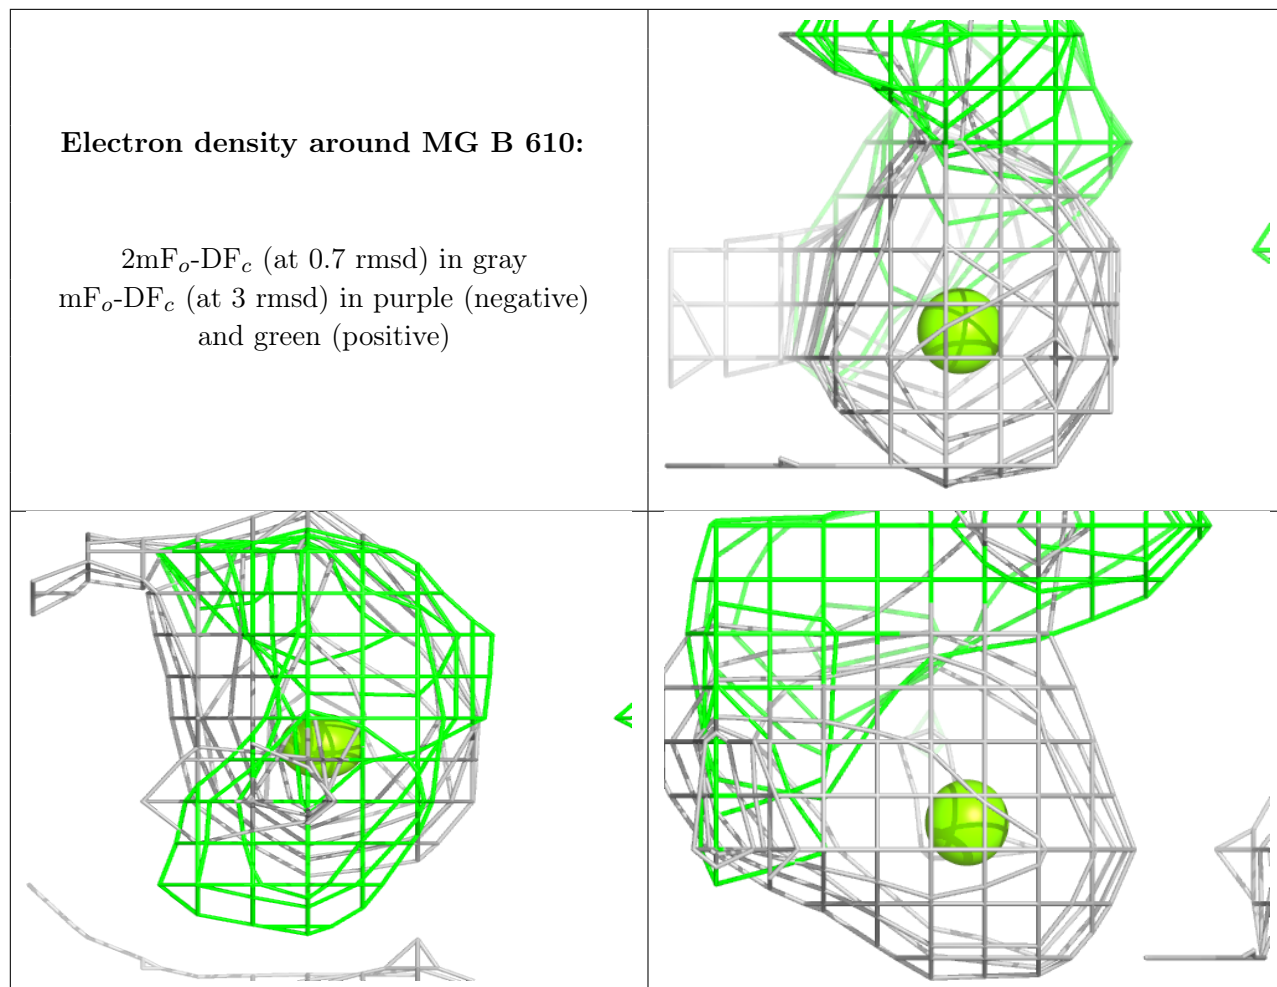 Electron density around MG B 610:
2mFo-DFc (at 0.7 rmsd) in gray
mFo-DFc (at 3 rmsd) in purple (negative)
and green (positive)